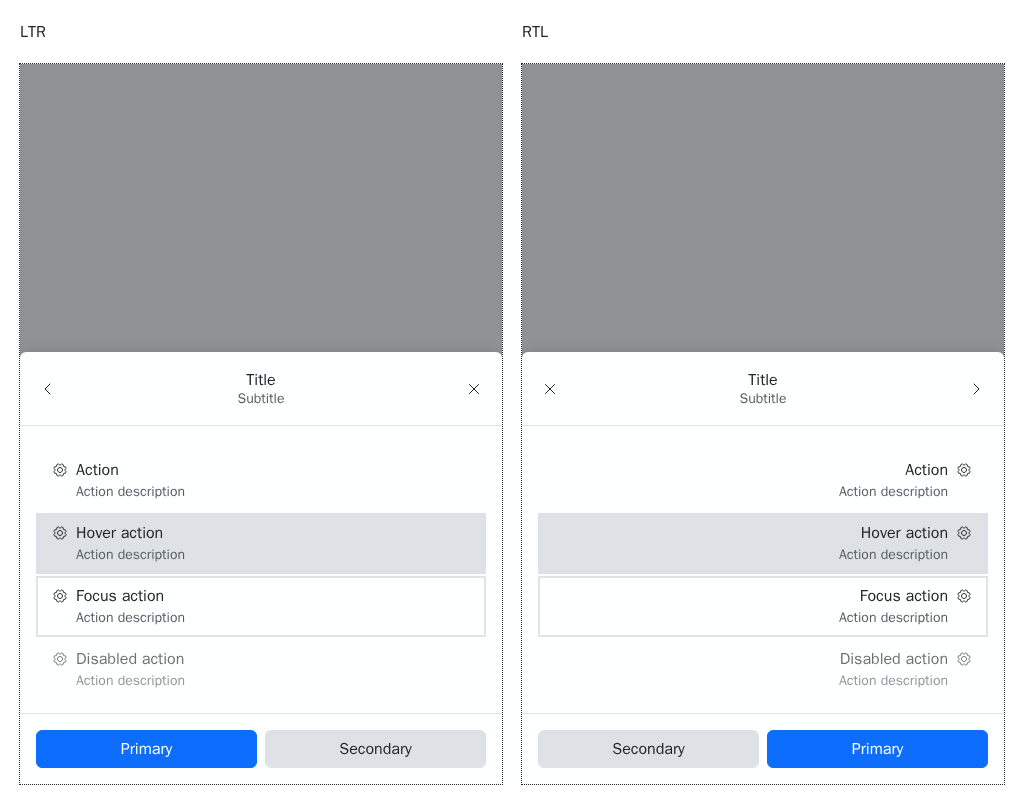 LTR
Title
Subtitle
Action
Action description
Hover action
Action description
Focus action
Action description
Disabled action
Action description
Primary
Secondary
RTL
Title
Subtitle
Action
Action description
Hover action
Action description
Focus action
Action description
Disabled action
Action description
Secondary
Primary